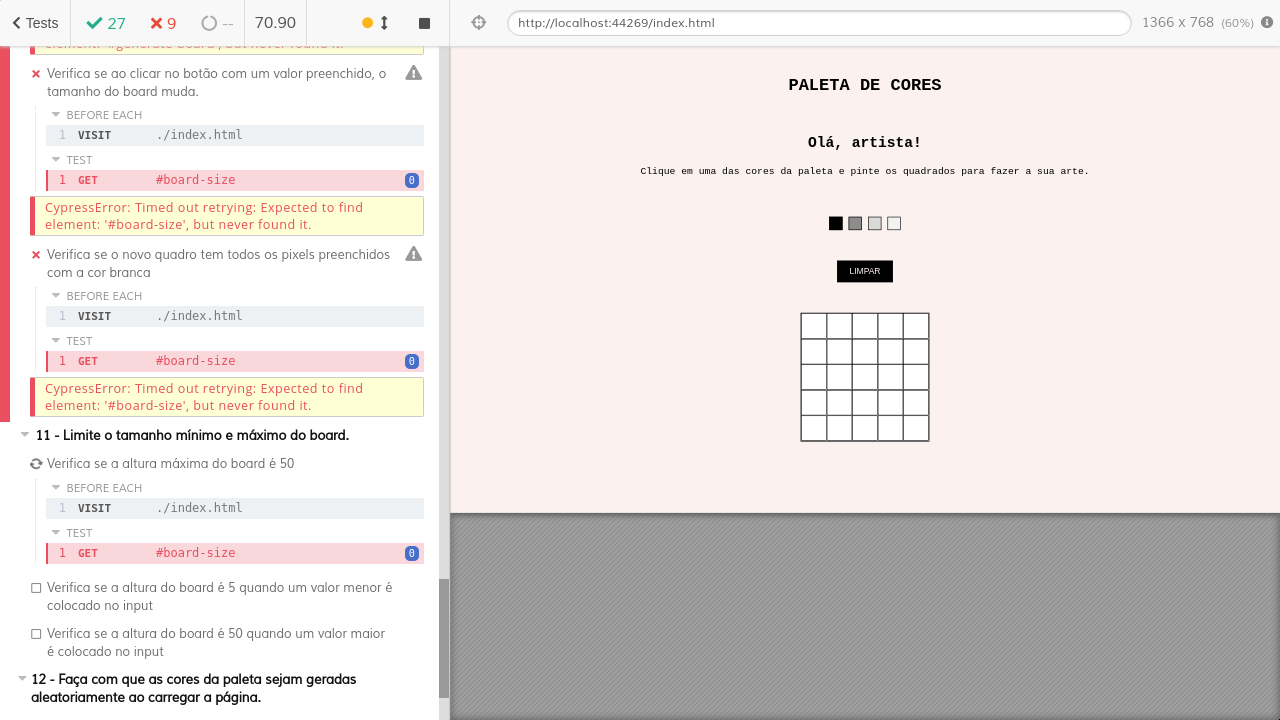 Tests
27
9
--
70.90
http://localhost:44269/index.html
1366 x 768 (60%)
element: '#generate-board', but never found it.
Verifica se ao clicar no botão com um valor preenchido, o
tamanho do board muda.
BEFORE EACH
1 VISIT ./index.html
TEST
1 GET #board-size 0
CypressError: Timed out retrying: Expected to find
element: '#board-size', but never found it.
Verifica se o novo quadro tem todos os pixels preenchidos
com a cor branca
BEFORE EACH
1 VISIT ./index.html
TEST
1 GET #board-size 0
CypressError: Timed out retrying: Expected to find
element: '#board-size', but never found it.
11 - Limite o tamanho mínimo e máximo do board.
Verifica se a altura máxima do board é 50
BEFORE EACH
1 VISIT ./index.html
TEST
1 GET #board-size 0
Verifica se a altura do board é 5 quando um valor menor é
colocado no input
Verifica se a altura do board é 50 quando um valor maior
é colocado no input
12 - Faça com que as cores da paleta sejam geradas
aleatoriamente ao carregar a página.
PALETA DE CORES
Olá, artista!
Clique em uma das cores da paleta e pinte os quadrados para fazer a sua arte.
LIMPAR